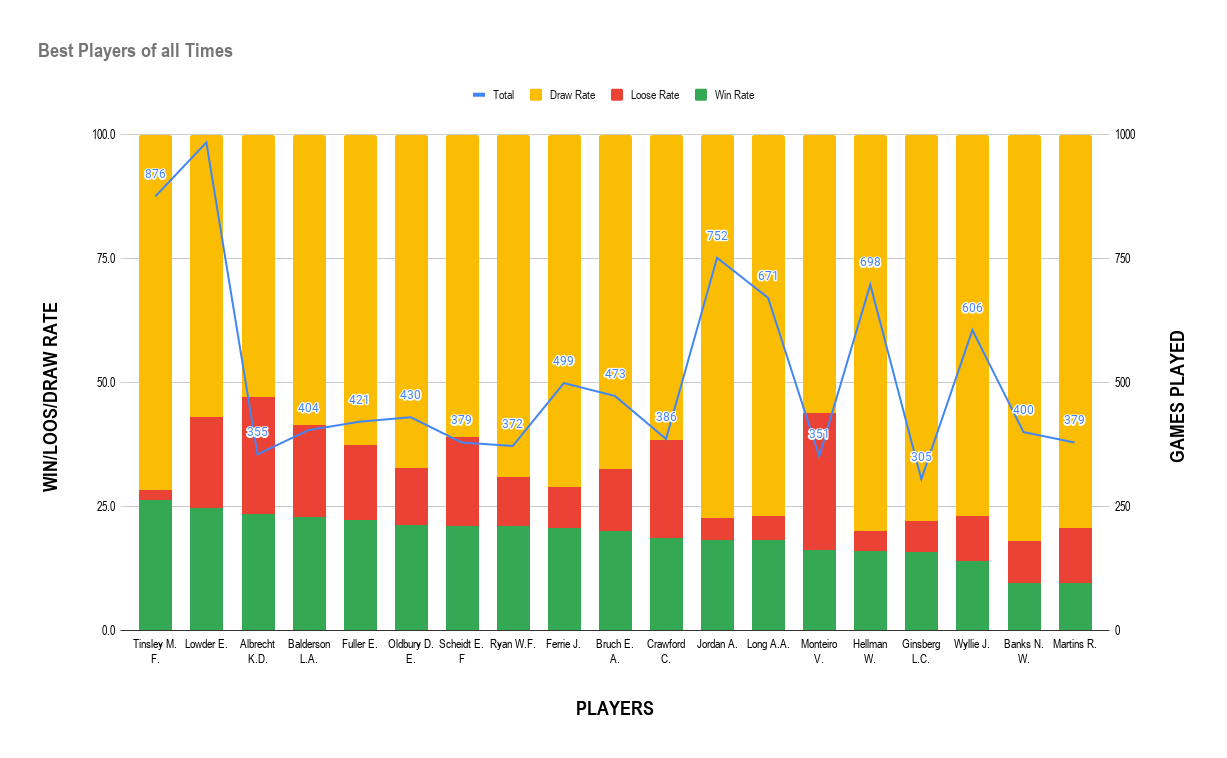 Best Players of all Times
Total Draw Rate Loose Rate Win Rate
100.0
75.0
50.0
25.0
0.0
1000
750
500
250
0
WIN/LOOS/DRAW RATE
GAMES PLAYED
876
355
404
421
430
379
372
499
473
386
752
671
351
698
305
606
400
379
Tinsley M. F.
Lowder E.
Albrecht K.D.
Balderson L.A.
Fuller E.
Oldbury D. E.
Scheidt E. F
Ryan W.F.
Ferrie J.
Bruch E. A.
Crawford C.
Jordan A.
Long A.A.
Monteiro V.
Hellman W.
Ginsberg L.C.
Wyllie J.
Banks N. W.
Martins R.
PLAYERS